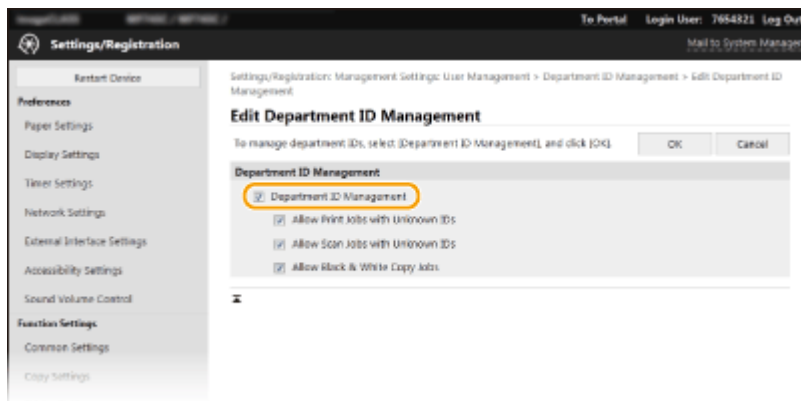 To Portal Login User: 7654321 Log Out
Settings/Registration
Mail to System Manager
Restart Device
Settings/Registration: Management Settings: User Management > Department ID Management > Edit Department ID
Management
Preferences
Edit Department ID Management
Paper Settings
To manage department IDs, select [Department ID Management], and click [OK].
OK
Cancel
Display Settings
Department ID Management
Timer Settings
Department ID Management
Network Settings
Allow Print Jobs with Unknown IDs
External Interface Settings
Allow Scan Jobs with Unknown IDs
Accessibility Settings
Allow Black & White Copy Jobs
Sound Volume Control
Function Settings
Common Settings
Copy Settings